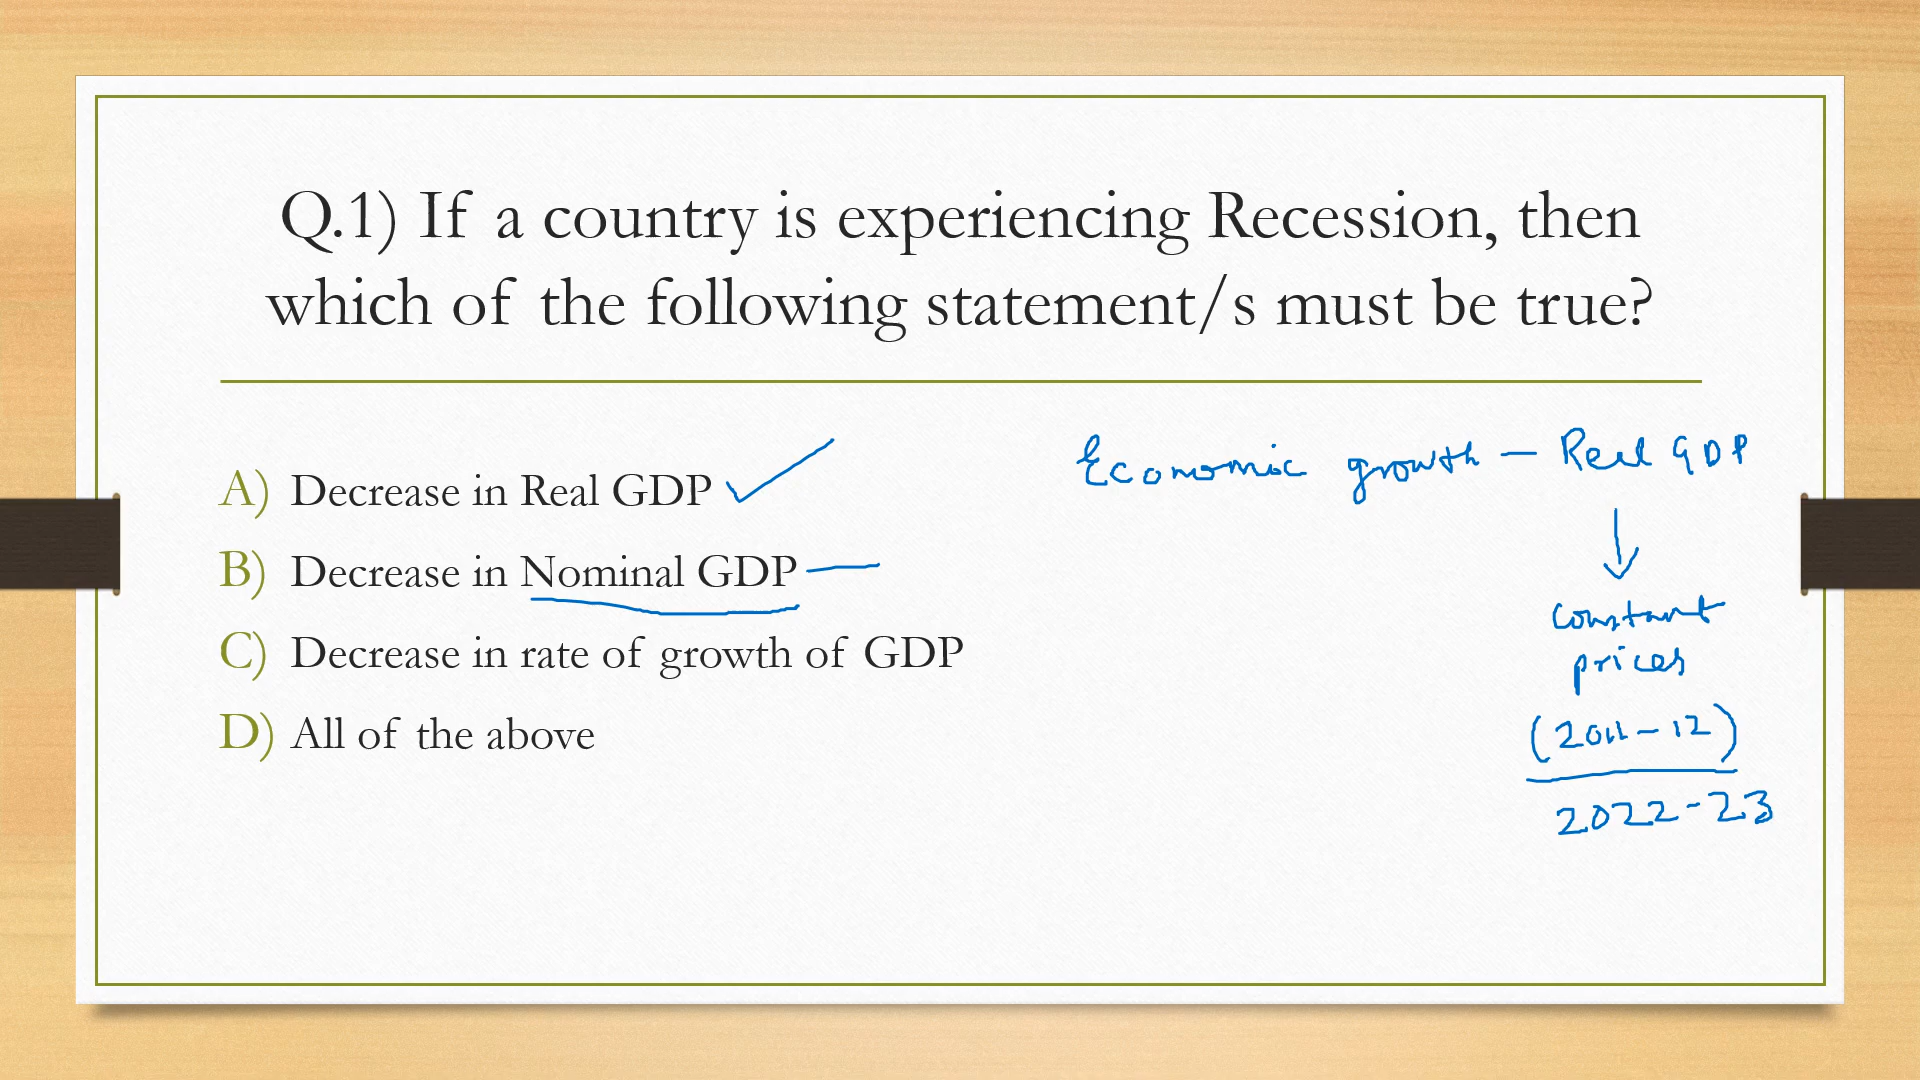 Q.1) If a country is experiencing Recession, then
which of the following statement/s must be true?
A) Decrease in Real GDP
B) Decrease in Nominal GDP
C) Decrease in rate of growth of GDP
D) All of the above
Economic growth — Real GDP
constant
prices
(2011-12)
2022-23